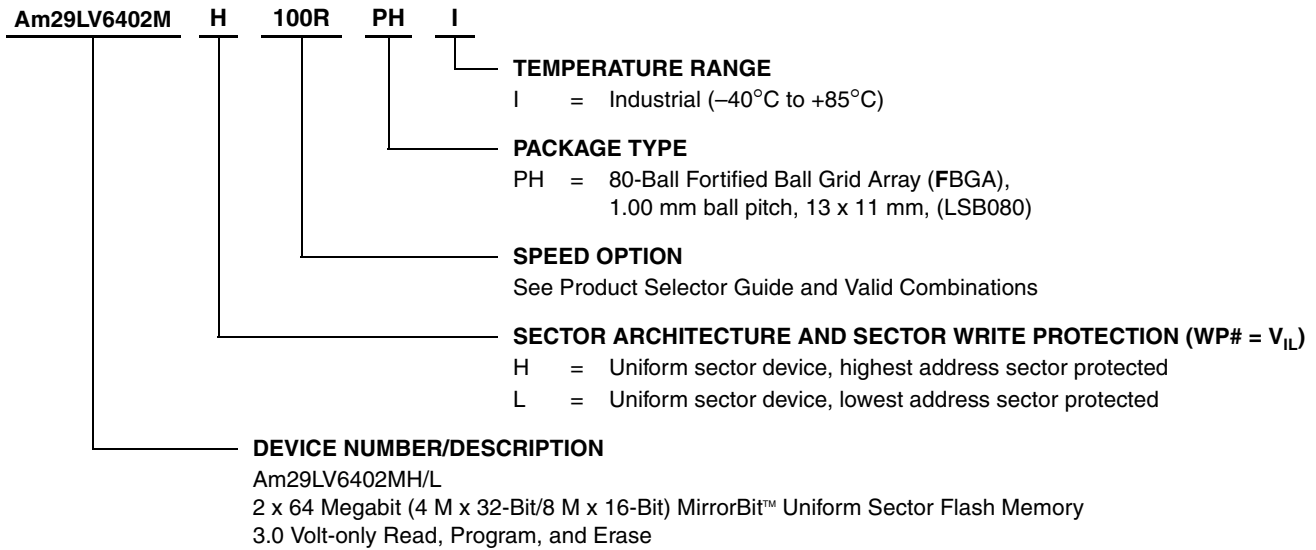 Am29LV6402M H 100R PH I
TEMPERATURE RANGE
I = Industrial (–40°C to +85°C)
PACKAGE TYPE
PH = 80-Ball Fortified Ball Grid Array (FBGA),
1.00 mm ball pitch, 13 x 11 mm, (LSB080)
SPEED OPTION
See Product Selector Guide and Valid Combinations
SECTOR ARCHITECTURE AND SECTOR WRITE PROTECTION (WP# = VIL)
H = Uniform sector device, highest address sector protected
L = Uniform sector device, lowest address sector protected
DEVICE NUMBER/DESCRIPTION
Am29LV6402MH/L
2 x 64 Megabit (4 M x 32-Bit/8 M x 16-Bit) MirrorBit™ Uniform Sector Flash Memory
3.0 Volt-only Read, Program, and Erase